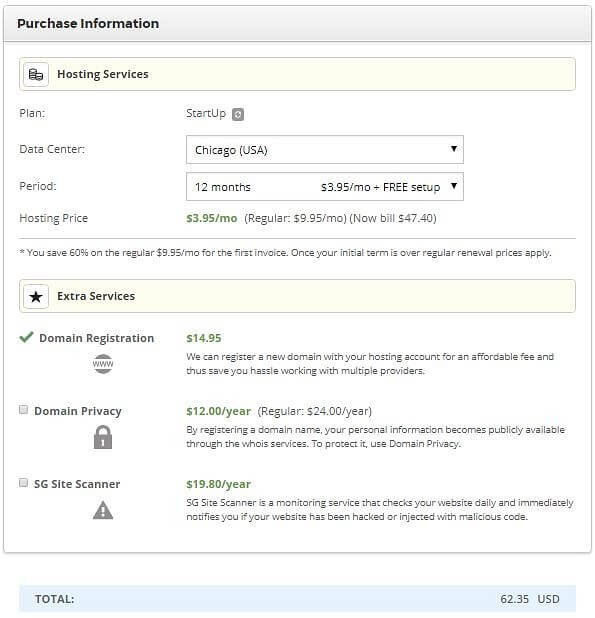 Purchase Information
Hosting Services
Plan: StartUp
Data Center: Chicago (USA)
Period: 12 months $3.95/mo + FREE setup
Hosting Price $3.95/mo (Regular: $9.95/mo) (Now bill $47.40)
* You save 60% on the regular $9.95/mo for the first invoice. Once your initial term is over regular renewal prices apply.
Extra Services
Domain Registration $14.95
WWW
We can register a new domain with your hosting account for an affordable fee and
thus save you hassle working with multiple providers.
Domain Privacy $12.00/year (Regular: $24.00/year)
By registering a domain name, your personal information becomes publicly available
through the whois services. To protect it, use Domain Privacy.
SG Site Scanner $19.80/year
SG Site Scanner is a monitoring service that checks your website daily and immediately
notifies you if your website has been hacked or injected with malicious code.
TOTAL: 62.35 USD